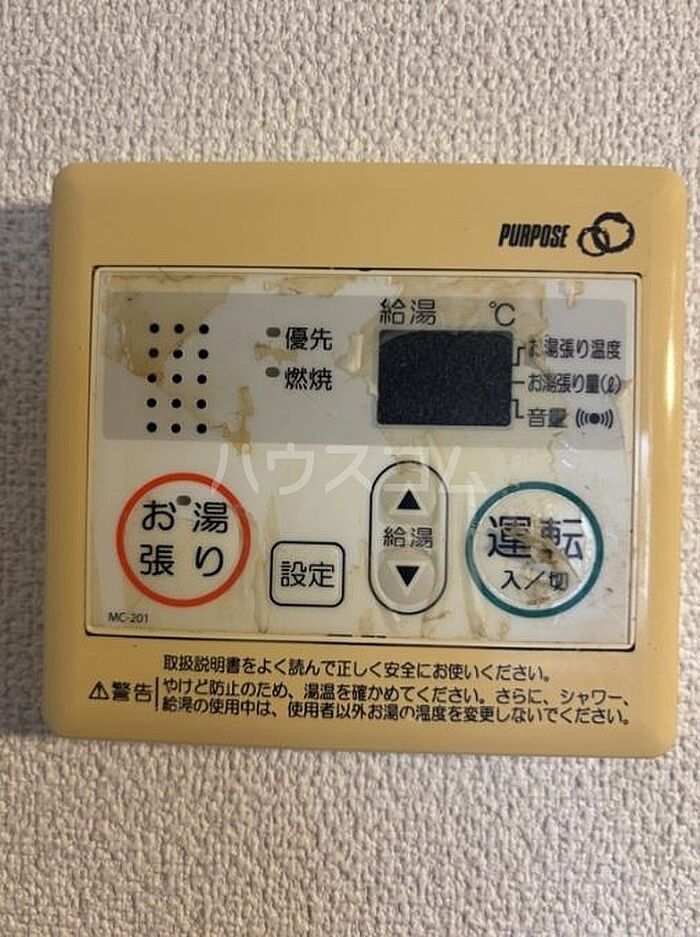 PURPOSE
給湯 ℃
優先
燃焼
お湯張り温度
お湯張り量(ℓ)
音量
ハウスコム
お湯
張り
設定
給湯
運転
入／切
MC-201
取扱説明書をよく読んで正しく安全にお使いください。
⚠警告
やけど防止のため、湯温を確かめてください。さらに、シャワー、
給湯の使用中は、使用者以外お湯の温度を変更しないでください。